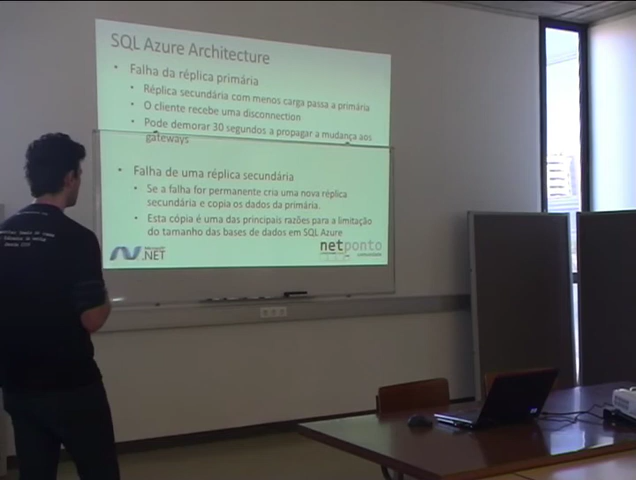 SQL Azure Architecture
• Falha da réplica primária
• Réplica secundária com menos carga passa a primária
• O cliente recebe uma disconnection
• Pode demorar 30 segundos a propagar a mudança aos
gateways
• Falha de uma réplica secundária
• Se a falha for permanente cria uma nova réplica
secundária e copia os dados da primária.
• Esta cópia é uma das principais razões para a limitação
do tamanho das bases de dados em SQL Azure
Microsoft
.NET
netponto
comunidade